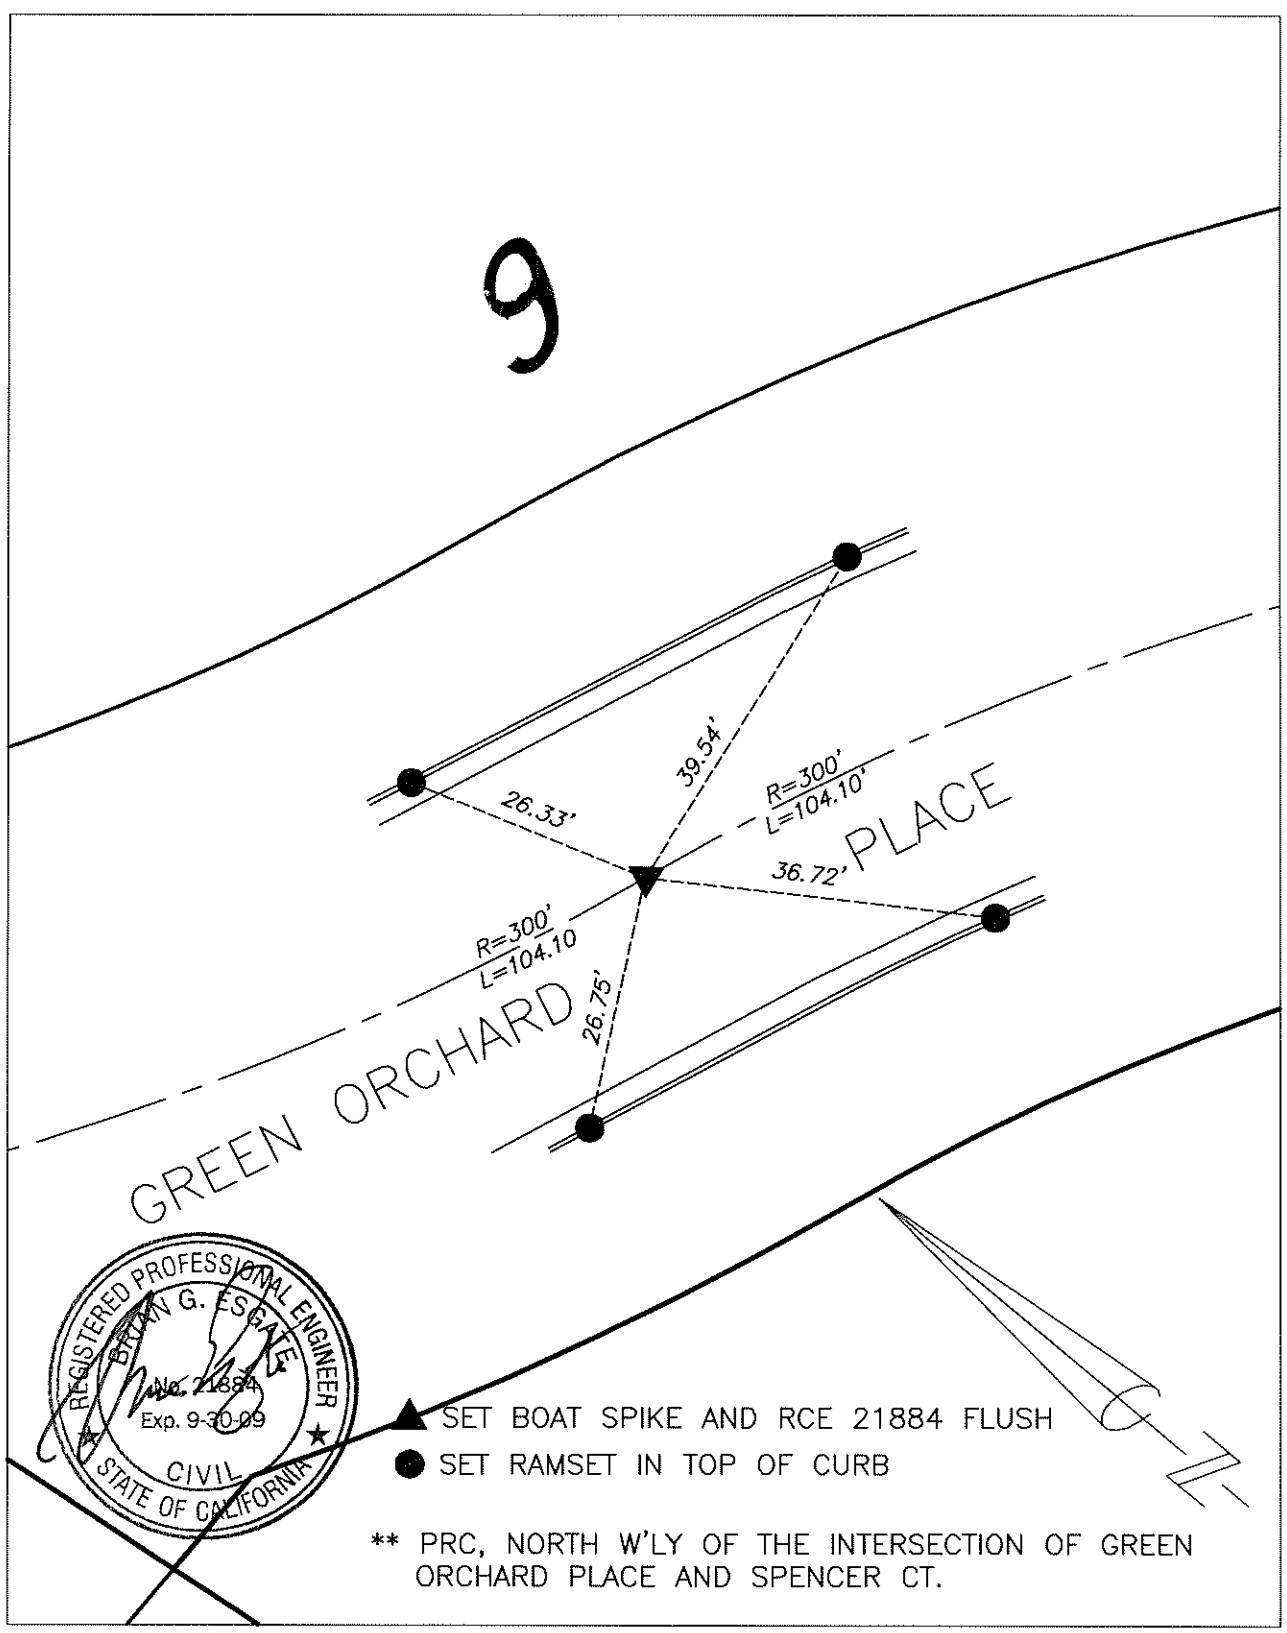 9
39.54'
R=300'
L=104.10'
26.33'
PLACE
36.72'
R=300'
L=104.10
26.75'
GREEN ORCHARD
REGISTERED PROFESSIONAL ENGINEER
BRIAN G. ESGATE
No. 21884
Exp. 9-30-09
CIVIL
STATE OF CALIFORNIA
SET BOAT SPIKE AND RCE 21884 FLUSH
SET RAMSET IN TOP OF CURB
N
** PRC, NORTH W'LY OF THE INTERSECTION OF GREEN
ORCHARD PLACE AND SPENCER CT.